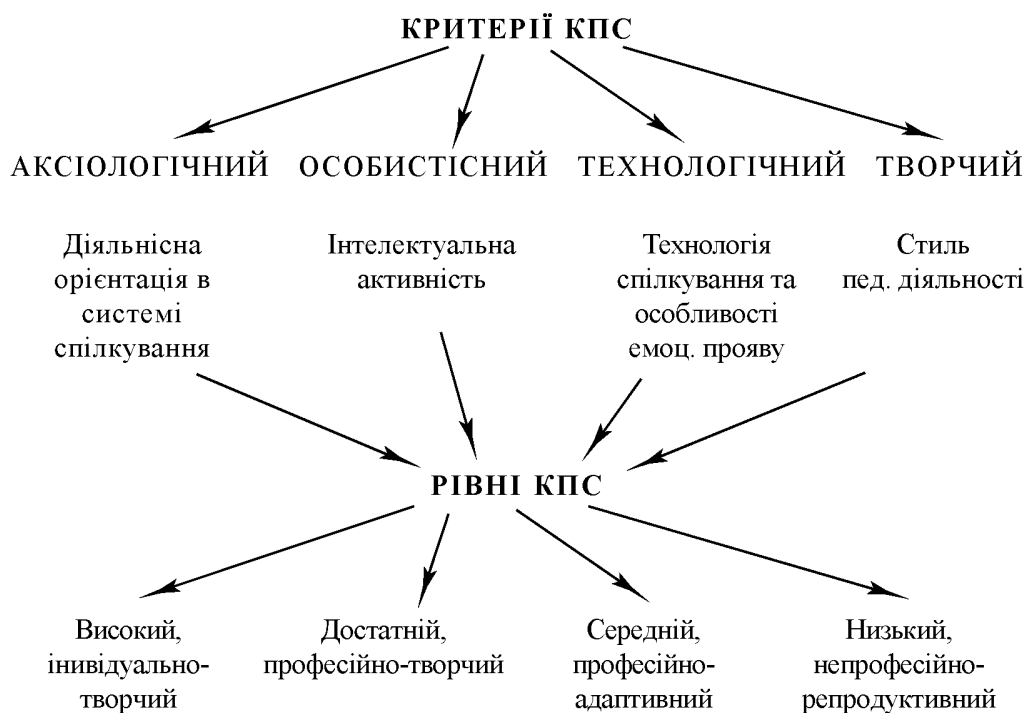 КРИТЕРІЇ КПС
АКСІОЛОГІЧНИЙ ОСОБИСТІСНИЙ ТЕХНОЛОГІЧНИЙ ТВОРЧИЙ
Діяльнісна
орієнтація в
системі
спілкування
Інтелектуальна
активність
Технологія
спілкування та
особливості
емоц. прояву
Стиль
пед. діяльності
РІВНІ КПС
Високий,
інивідуально-
творчий
Достатній,
професійно-творчий
Середній,
професійно-
адаптивний
Низький,
непрофесійно-
репродуктивний